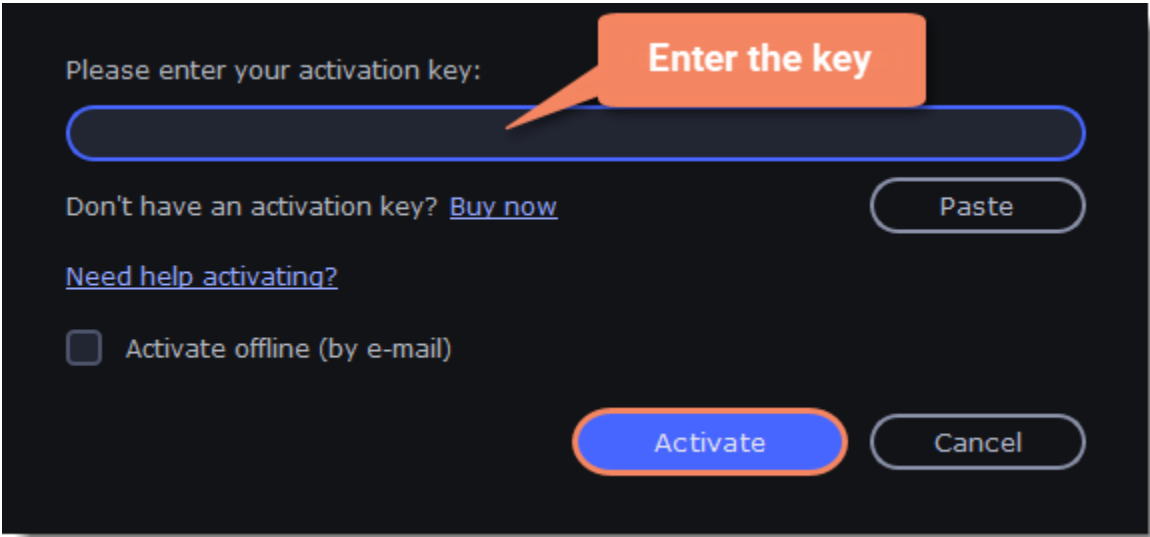 Enter the key
Please enter your activation key:
Don't have an activation key? Buy now
Paste
Need help activating?
Activate offline (by e-mail)
Activate
Cancel